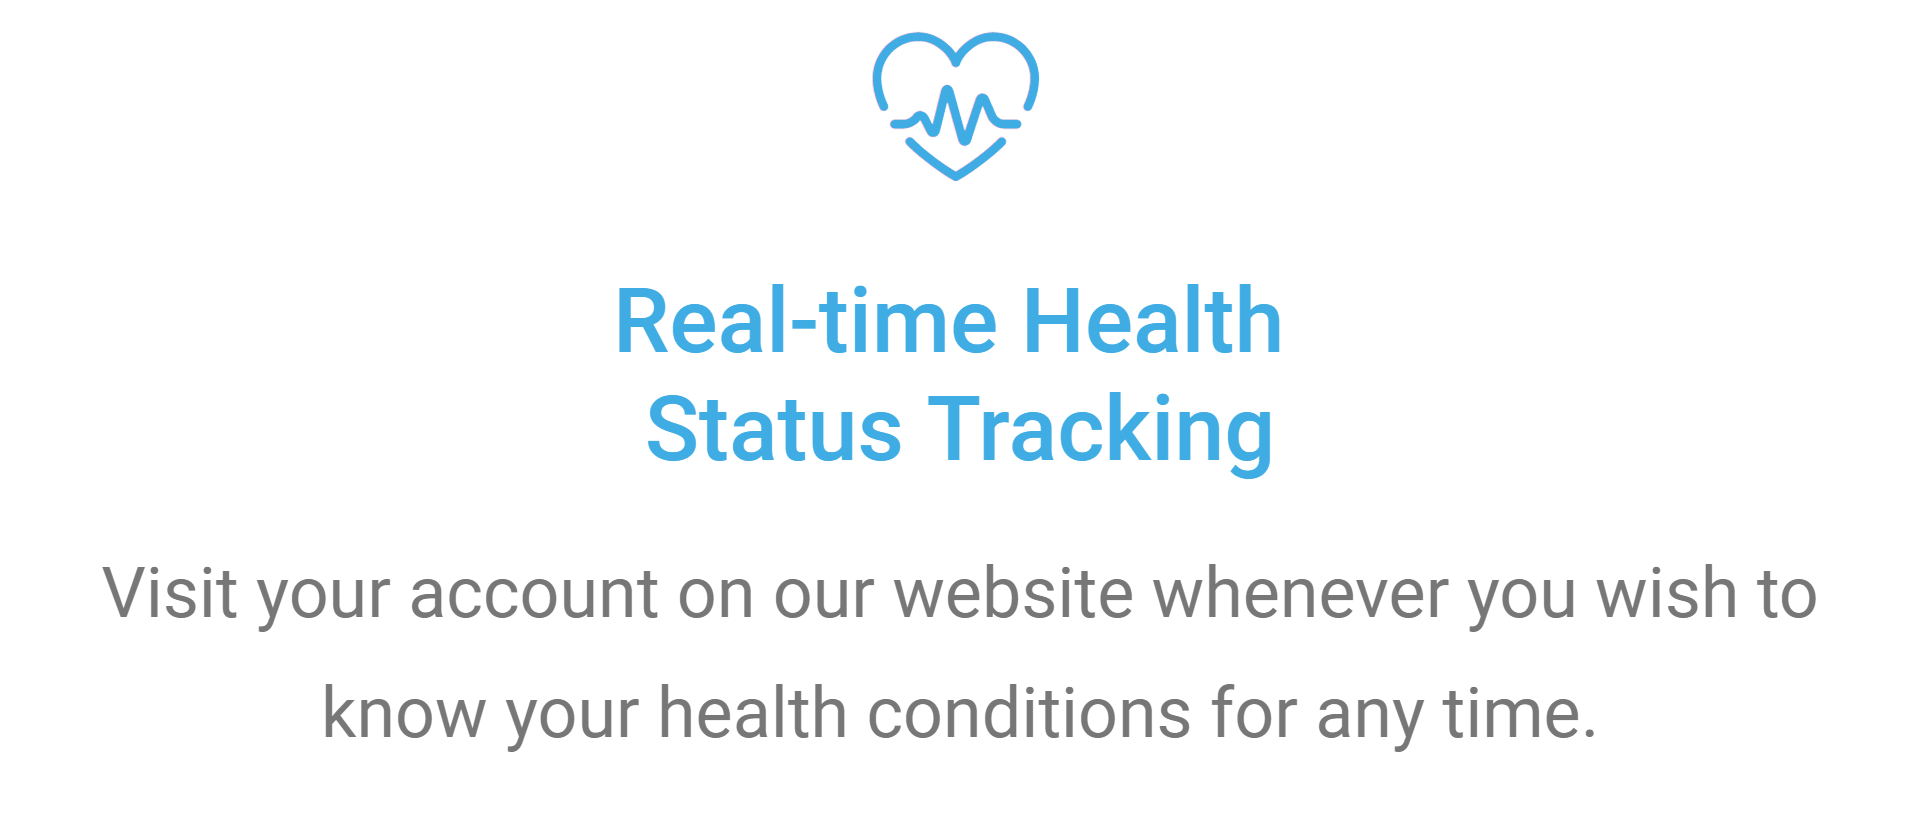 Real-time Health
Status Tracking
Visit your account on our website whenever you wish to
know your health conditions for any time.